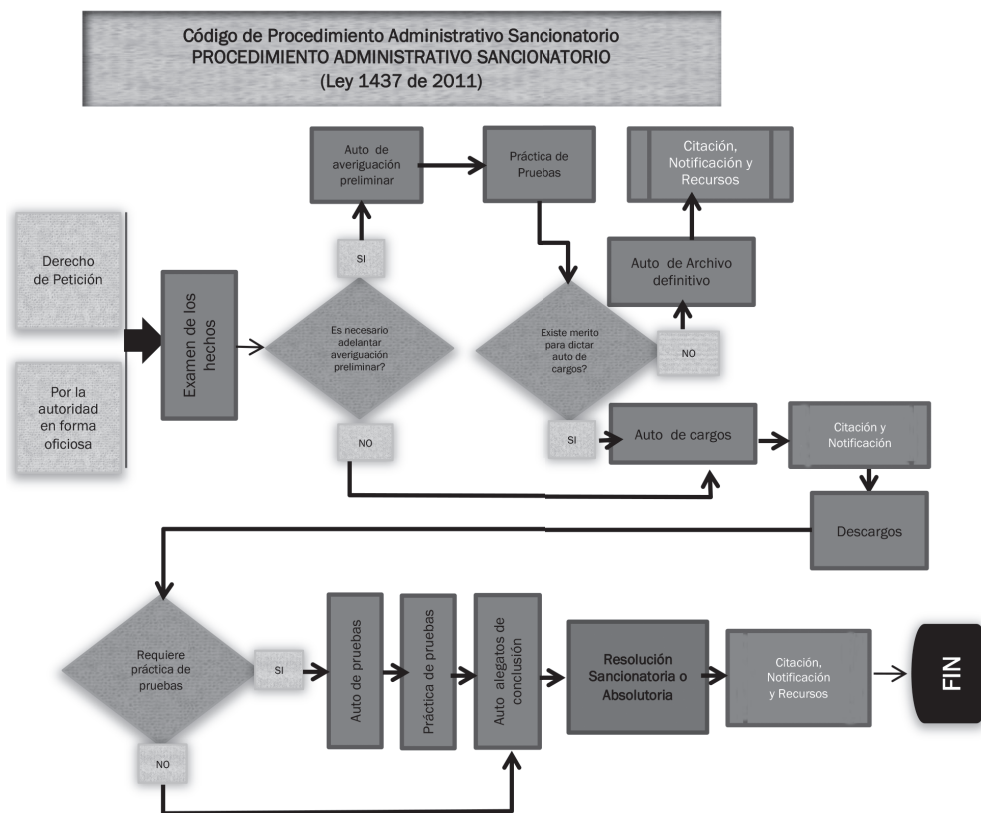 Código de Procedimiento Administrativo Sancionatorio
PROCEDIMIENTO ADMINISTRATIVO SANCIONATORIO
(Ley 1437 de 2011)
Derecho
de Petición
Por la
autoridad
en forma
oficiosa
Examen de los
hechos
Es necesario
adelantar
averiguación
preliminar?
SI
Auto de
averiguación
preliminar
Práctica de
Pruebas
NO
Existe merito
para dictar
auto de
cargos?
NO
Auto de Archivo
definitivo
Citación,
Notificación y
Recursos
SI
Auto de cargos
Citación y
Notificación
Descargos
Requiere
práctica de
pruebas
SI
Auto de pruebas
Práctica de pruebas
Auto alegatos de
conclusión
Resolución
Sancionatoria o
Absolutoria
Citación,
Notificación
y Recursos
FIN
NO